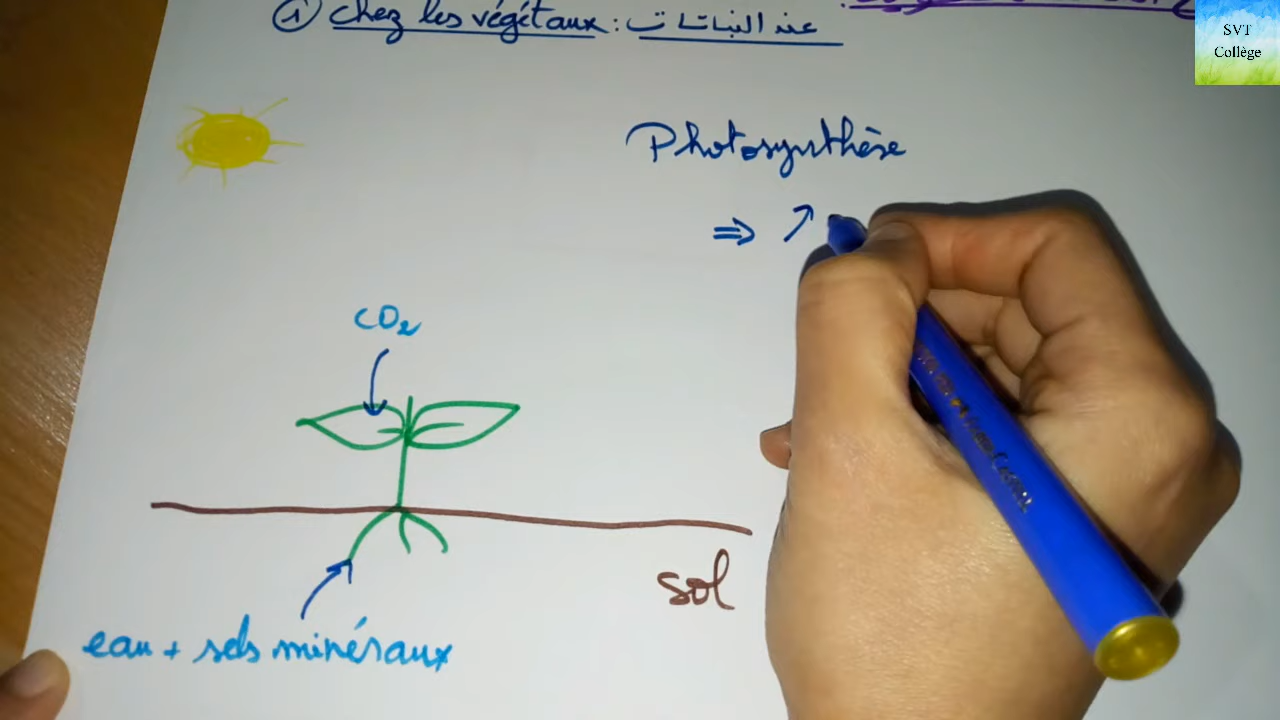 ① chez les végétaux : عند النباتات
SVT
Collège
Photosynthèse
⇒ ↗
CO₂
sol
eau + sels minéraux